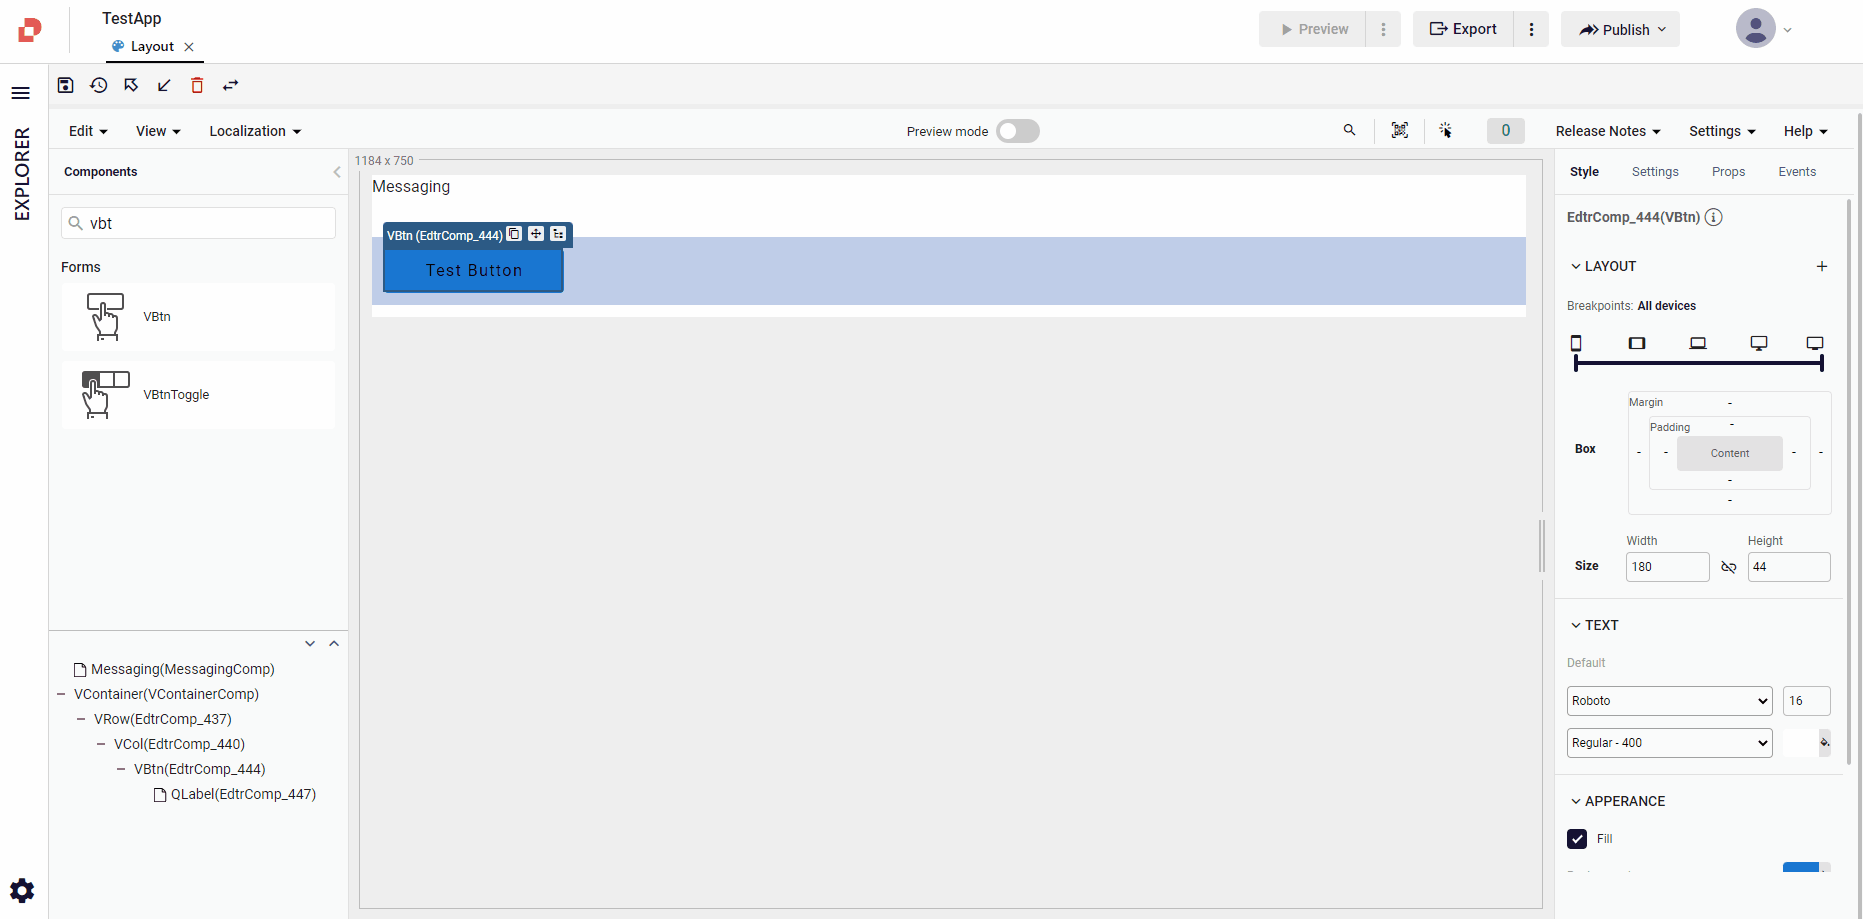 TestApp
Layout
Preview
Export
Publish
EXPLORER
Edit
View
Localization
Preview mode
0
Release Notes
Settings
Help
Components
vbt
Forms
VBtn
VBtnToggle
Messaging(MessagingComp)
VContainer(VContainerComp)
VRow(EdtrComp_437)
VCol(EdtrComp_440)
VBtn(EdtrComp_444)
QLabel(EdtrComp_447)
1184 x 750
Messaging
VBtn (EdtrComp_444)
Test Button
Style
Settings
Props
Events
EdtrComp_444(VBtn)
LAYOUT
Breakpoints: All devices
Margin -
Padding -
Box - - Content - -
-
-
Width Height
Size 180 44
TEXT
Default
Roboto 16
Regular - 400
APPERANCE
Fill